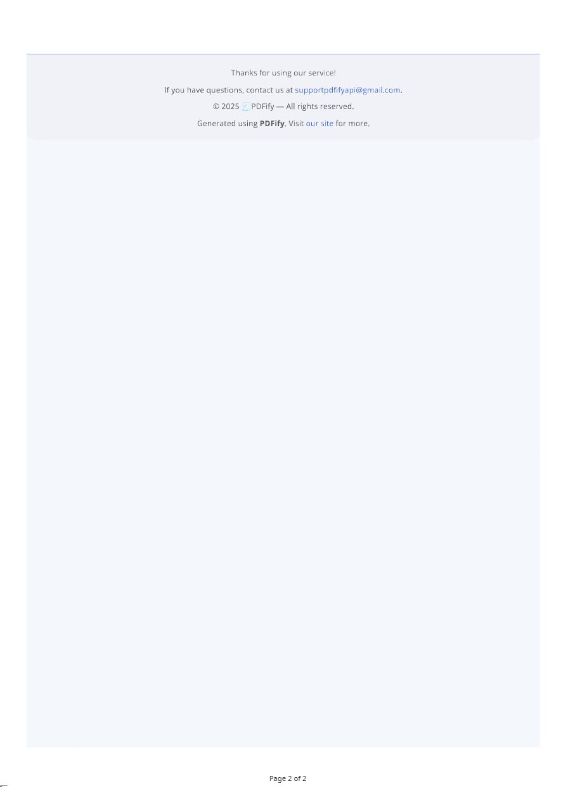 Thanks for using our service!
If you have questions, contact us at supportpdfifyapi@gmail.com.
© 2025 🧾 PDFify — All rights reserved.
Generated using PDFify. Visit our site for more.
Page 2 of 2